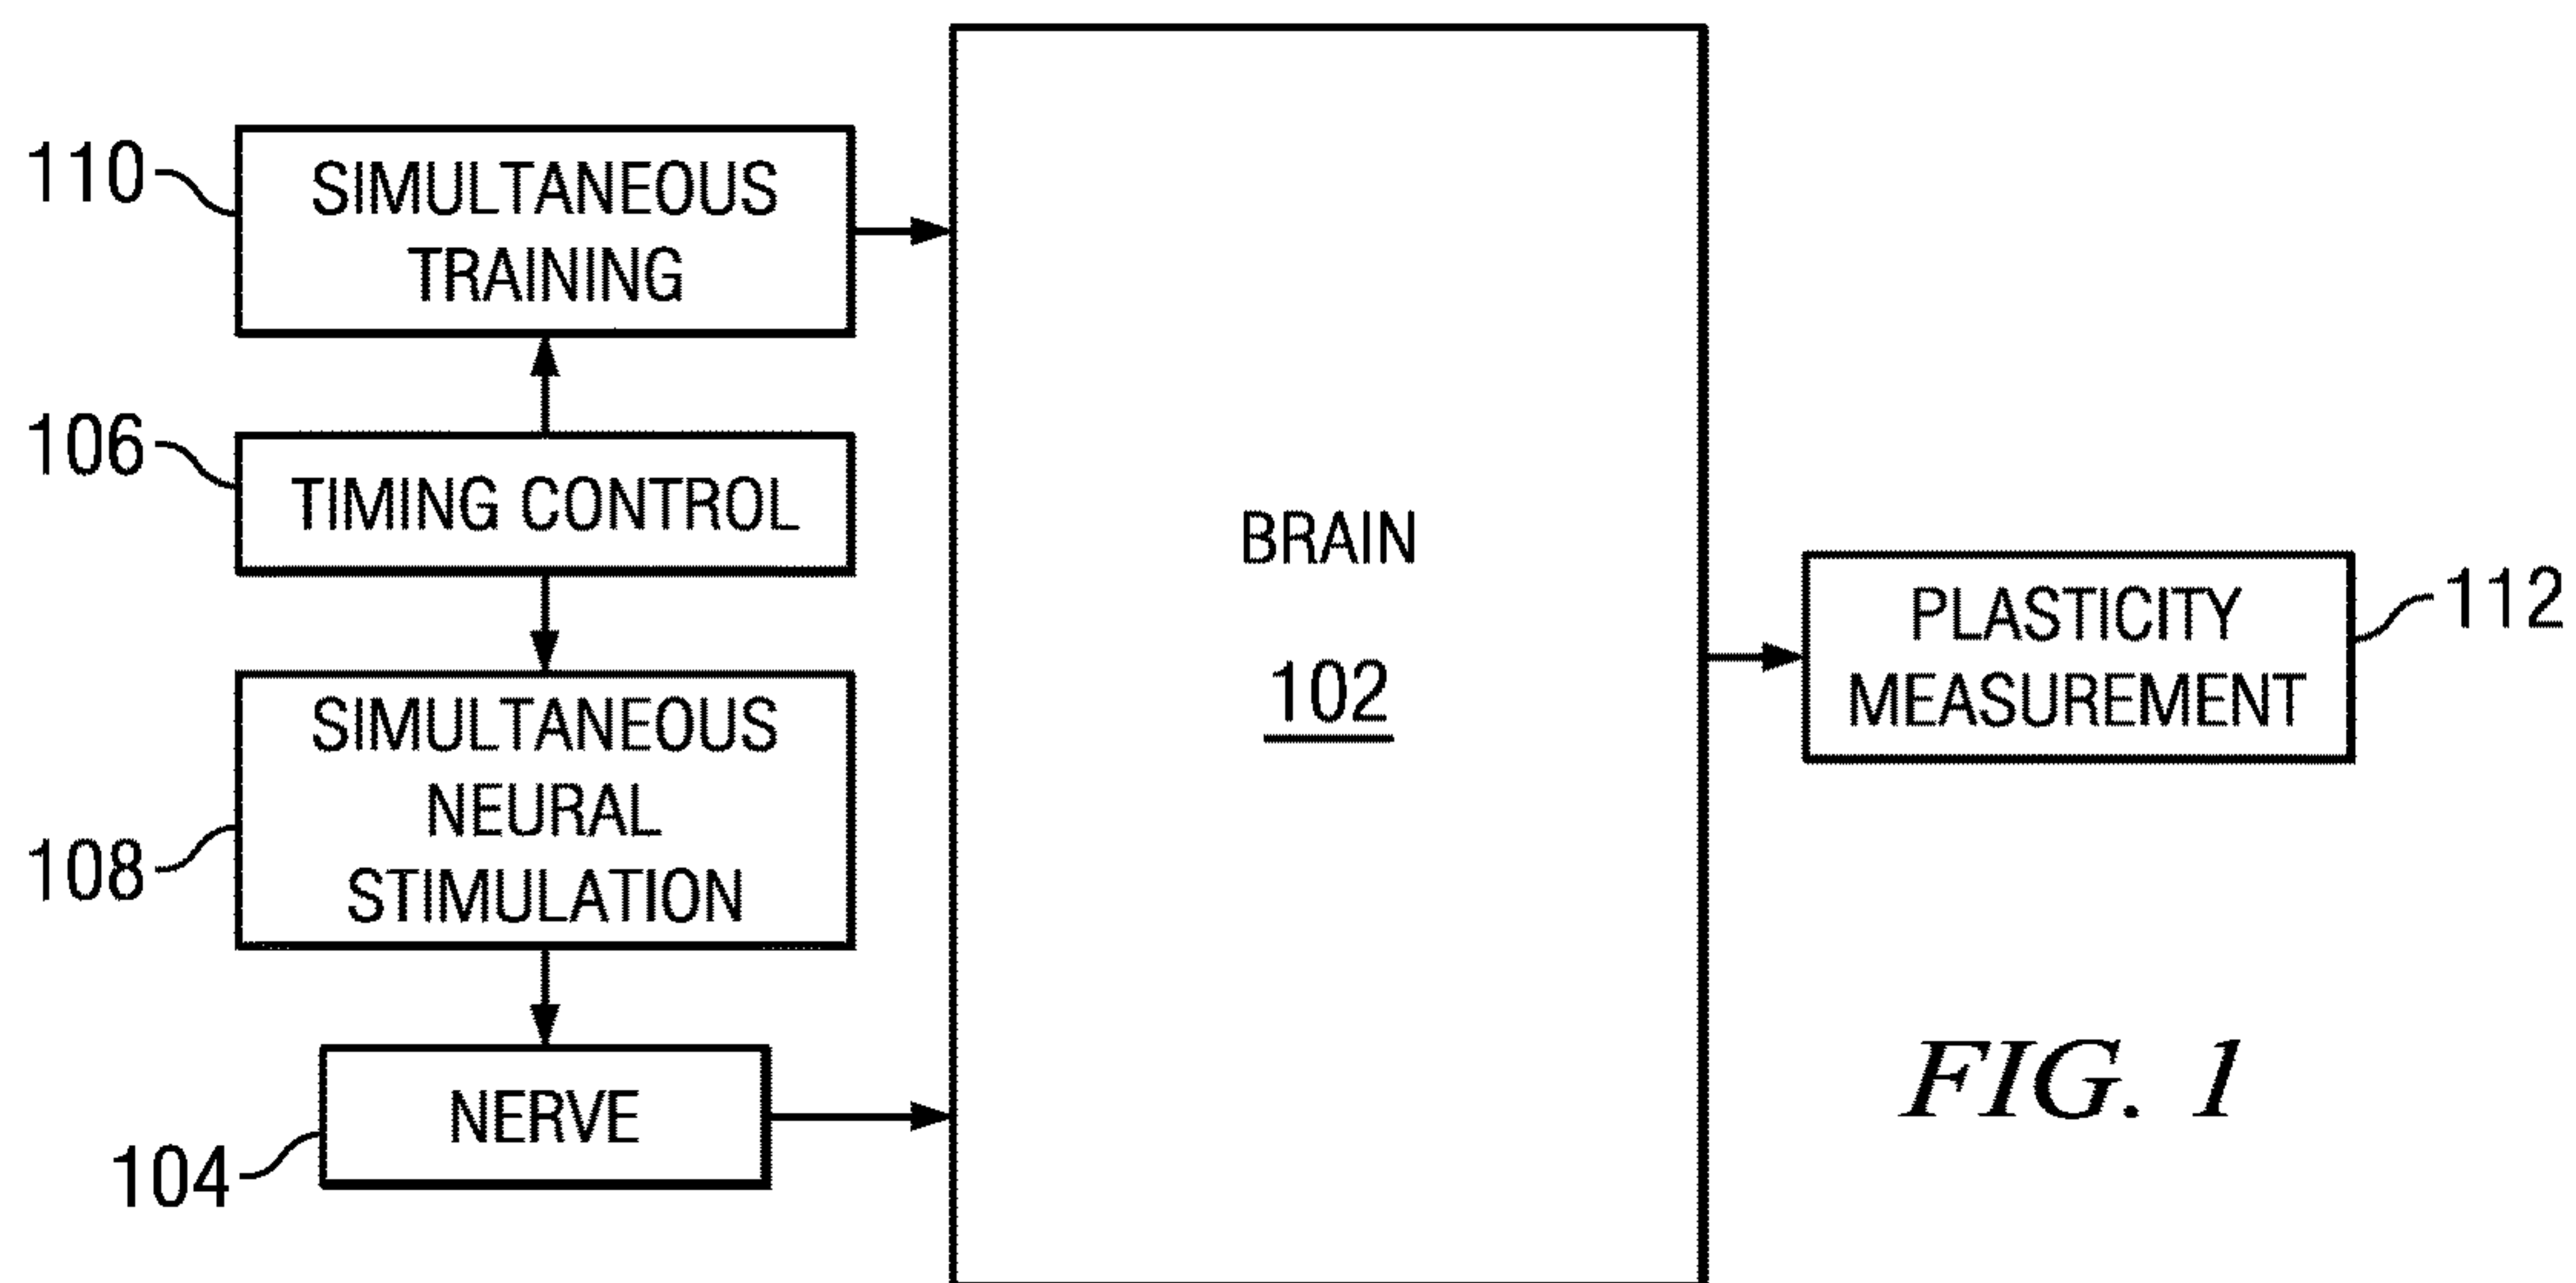 110
SIMULTANEOUS
TRAINING
106
TIMING CONTROL
108
SIMULTANEOUS
NEURAL
STIMULATION
104
NERVE
BRAIN
102
PLASTICITY
MEASUREMENT
112
FIG. 1